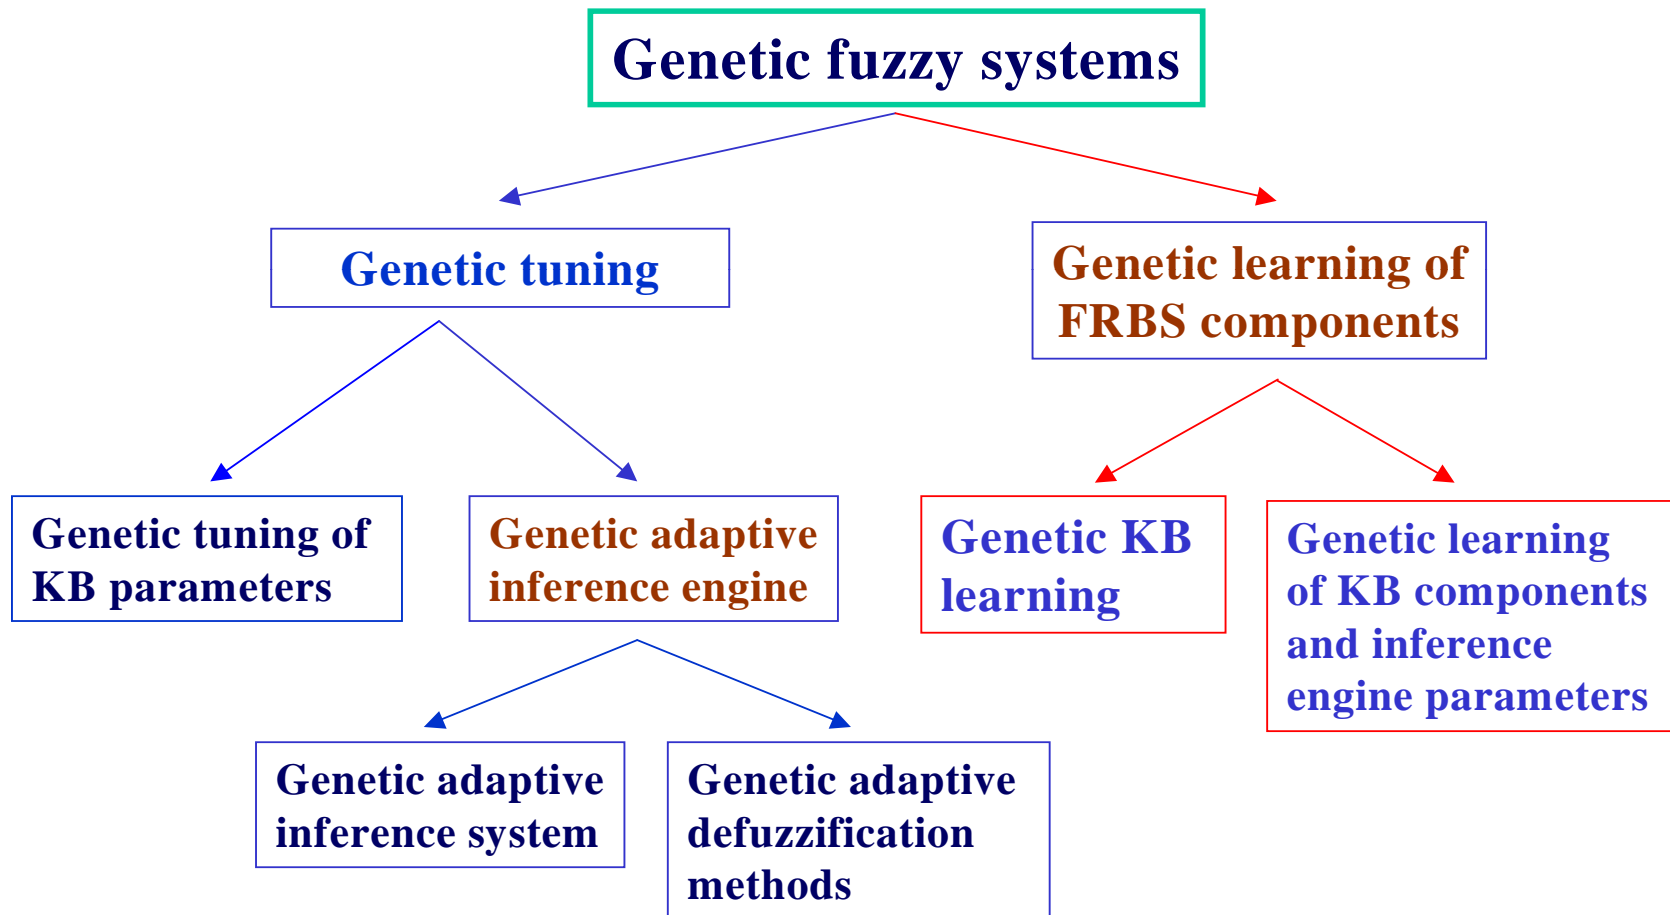 Genetic fuzzy systems
Genetic tuning
Genetic learning of
FRBS components
Genetic tuning of
KB parameters
Genetic adaptive
inference engine
Genetic KB
learning
Genetic learning
of KB components
and inference
engine parameters
Genetic adaptive
inference system
Genetic adaptive
defuzzification
methods